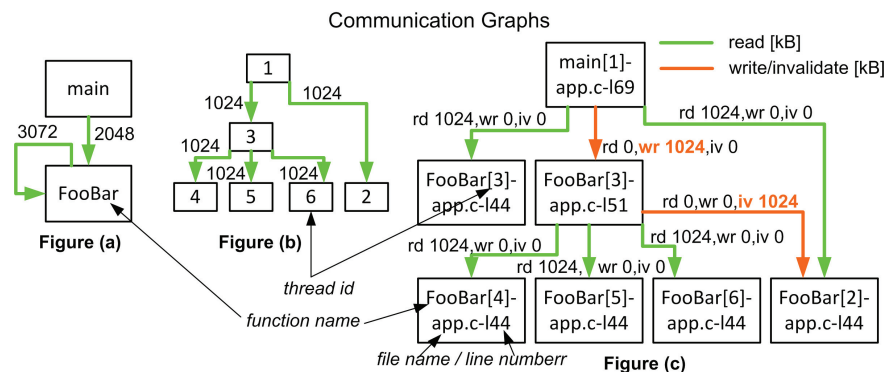 Communication Graphs
read [kB]
write/invalidate [kB]
main
3072
2048
FooBar
Figure (a)
1
1024
1024
3
1024
1024
1024
4
5
6
2
Figure (b)
thread id
function name
main[1]-
app.c-l69
rd 1024,wr 0,iv 0
rd 1024,wr 0,iv 0
rd 0,wr 1024,iv 0
FooBar[3]-
app.c-l44
FooBar[3]-
app.c-l51
rd 0,wr 0,iv 1024
rd 1024,wr 0,iv 0
rd 1024,wr 0,iv 0
rd 1024, wr 0,iv 0
FooBar[4]-
app.c-l44
FooBar[5]-
app.c-l44
FooBar[6]-
app.c-l44
FooBar[2]-
app.c-l44
file name / line numberr
Figure (c)